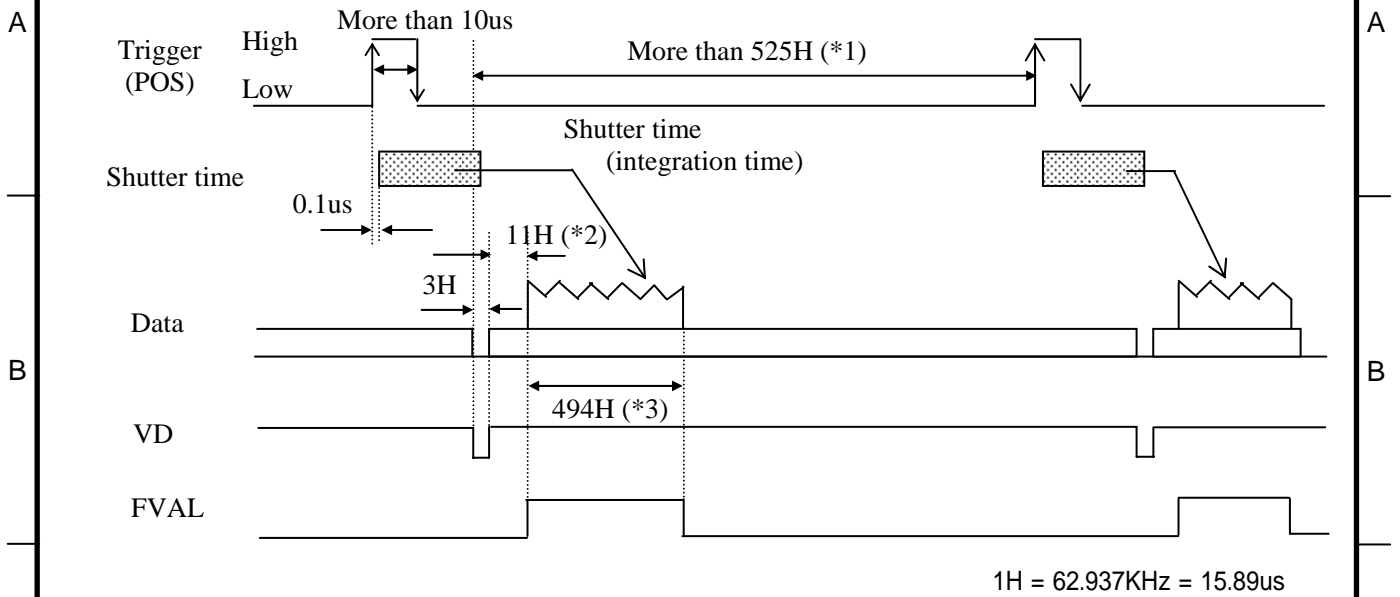 A
A
More than 10us
Trigger
(POS)
High
Low
More than 525H (*1)
Shutter time
(integration time)
Shutter time
0.1us
11H (*2)
3H
Data
B
B
494H (*3)
VD
FVAL
1H = 62.937KHz = 15.89us